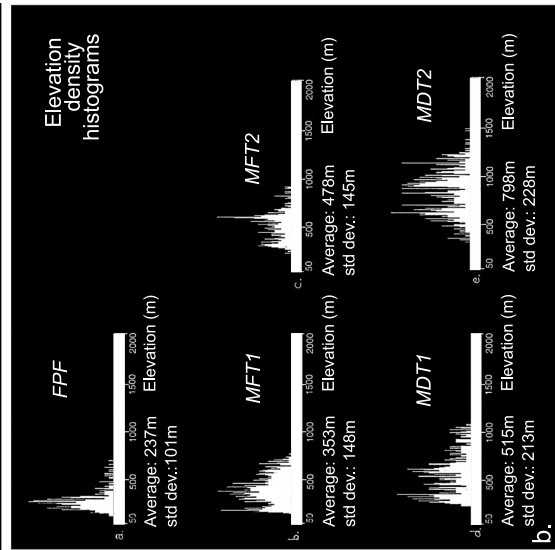 Elevation
density
histograms
FPF
a.
50 500 1000 1500 2000
Average: 237m Elevation (m)
std dev.:101m
MFT1
b.
50 500 1000 1500 2000
Average: 353m Elevation (m)
std dev.: 148m
MFT2
c.
50 500 1000 1500 2000
Average: 478m Elevation (m)
std dev.: 145m
MDT1
d.
50 500 1000 1500 2000
Average: 515m Elevation (m)
std dev.: 213m
MDT2
e.
50 500 1000 1500 2000
Average: 798m Elevation (m)
std dev.: 228m
b.